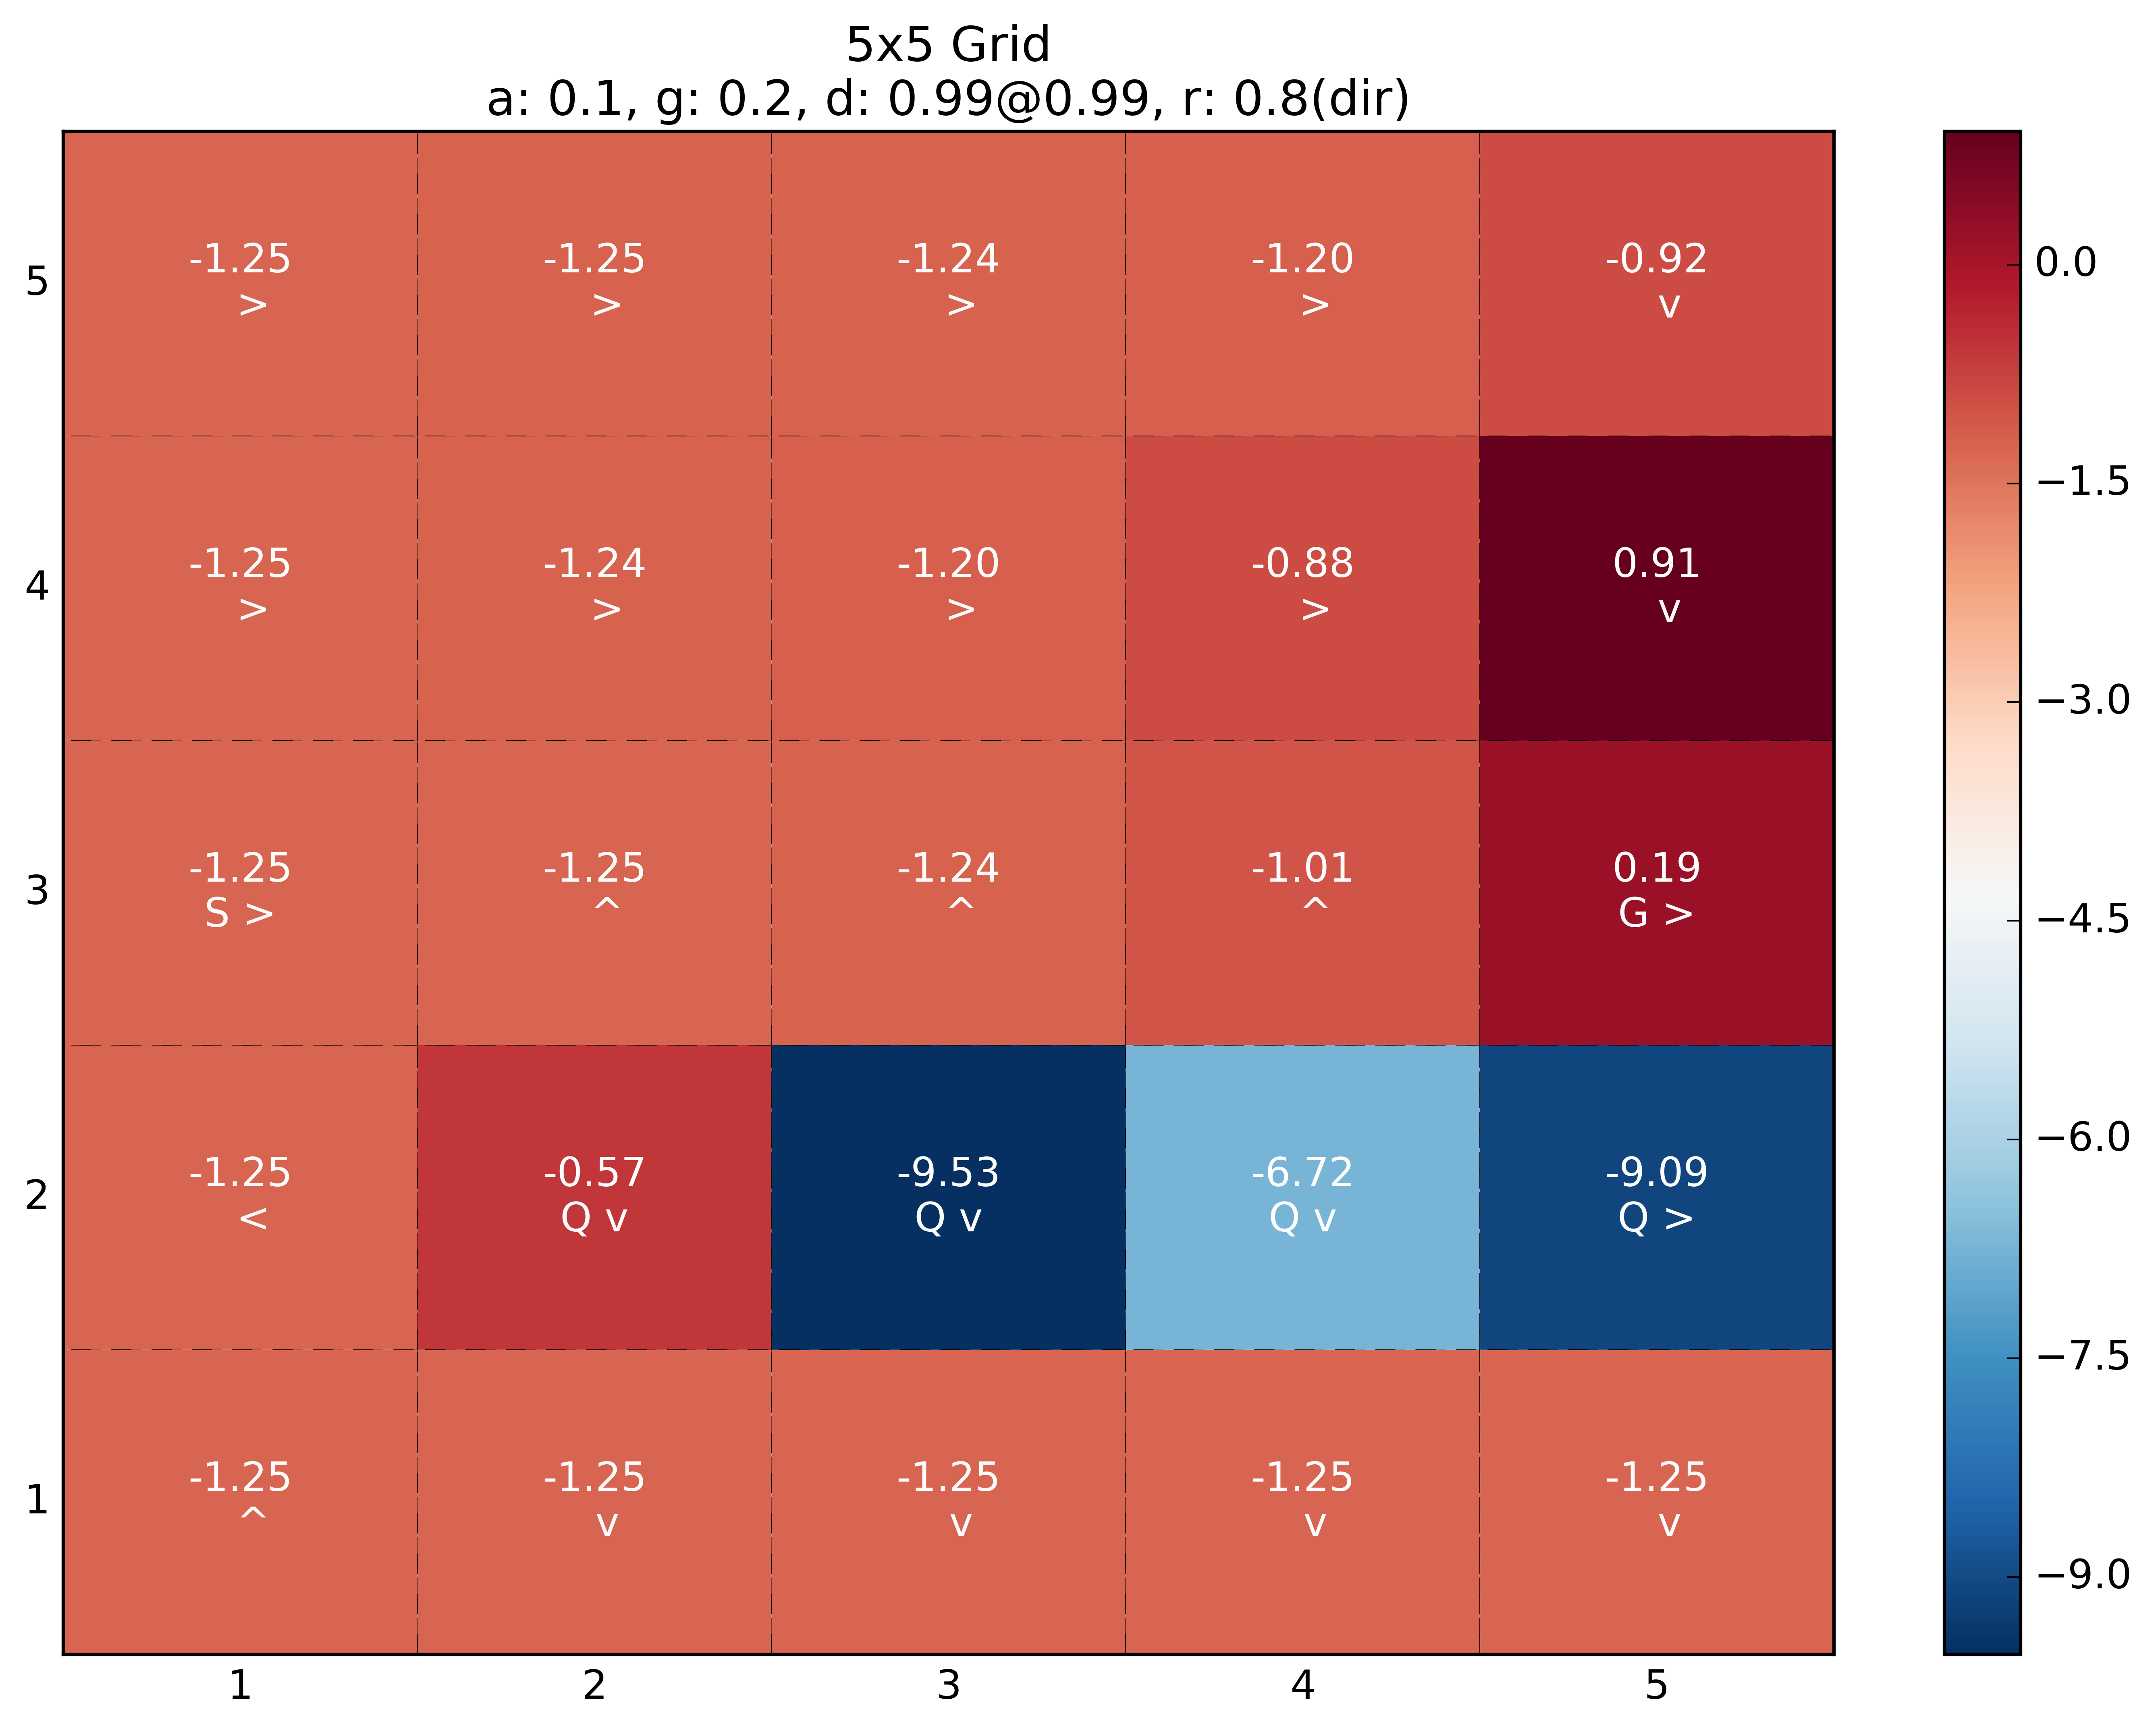 5x5 Grid
a: 0.1, g: 0.2, d: 0.99@0.99, r: 0.8(dir)
5
-1.25 -1.25 -1.24 -1.20 -0.92
> > > > v
4
-1.25 -1.24 -1.20 -0.88 0.91
> > > > v
3
-1.25 -1.25 -1.24 -1.01 0.19
S > ^ ^ ^ G >
2
-1.25 -0.57 -9.53 -6.72 -9.09
< Q v Q v Q v Q >
1
-1.25 -1.25 -1.25 -1.25 -1.25
^ v v v v
1 2 3 4 5
0.0
−1.5
−3.0
−4.5
−6.0
−7.5
−9.0